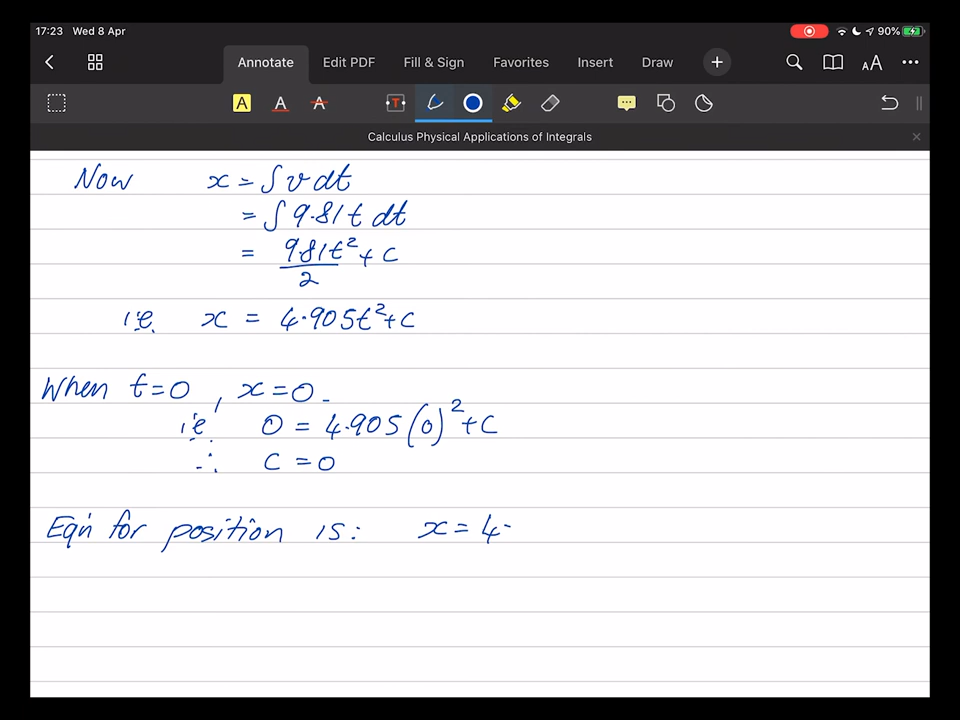 17:23 Wed 8 Apr 90%
Annotate Edit PDF Fill & Sign Favorites Insert Draw
Calculus Physical Applications of Integrals
Now x = ∫ v dt
= ∫ 9.81 t dt
= 9.81t² + C
2
i.e. x = 4.905t² + C
When t=0, x=0.
i.e. 0 = 4.905(0)² + C
∴ C = 0
Eqn for position is: x = 4.